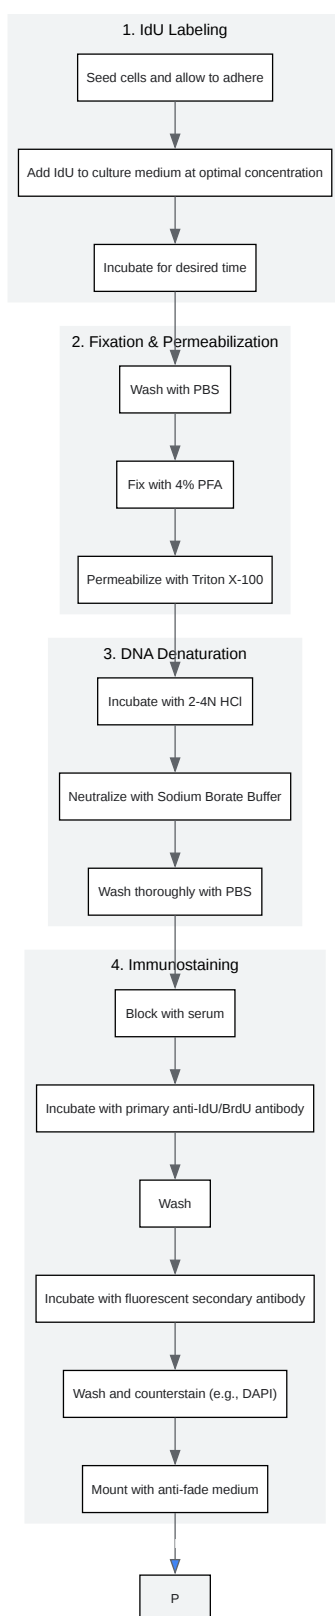 1. IdU Labeling
Seed cells and allow to adhere
Add IdU to culture medium at optimal concentration
Incubate for desired time
2. Fixation & Permeabilization
Wash with PBS
Fix with 4% PFA
Permeabilize with Triton X-100
3. DNA Denaturation
Incubate with 2-4N HCl
Neutralize with Sodium Borate Buffer
Wash thoroughly with PBS
4. Immunostaining
Block with serum
Incubate with primary anti-IdU/BrdU antibody
Wash
Incubate with fluorescent secondary antibody
Wash and counterstain (e.g., DAPI)
Mount with anti-fade medium
P